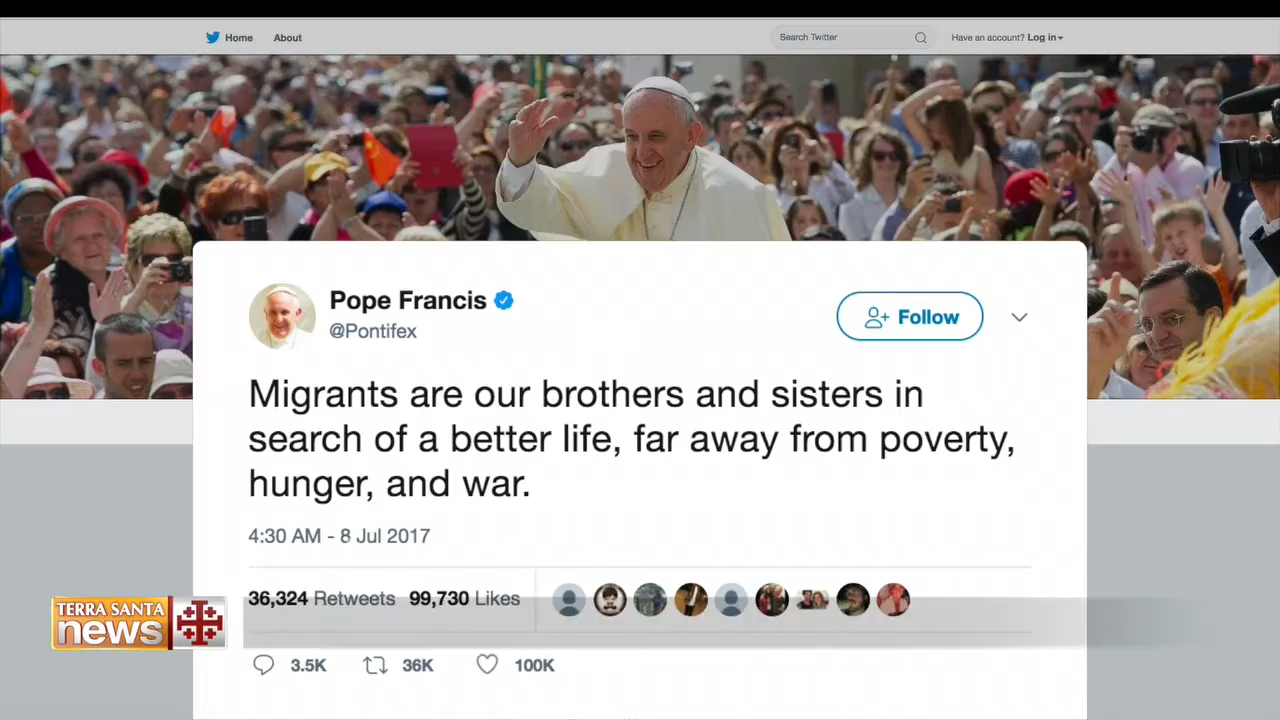 Home About Search Twitter Have an account? Log in
Pope Francis
@Pontifex
Follow
Migrants are our brothers and sisters in
search of a better life, far away from poverty,
hunger, and war.
4:30 AM - 8 Jul 2017
36,324 Retweets 99,730 Likes
TERRA SANTA
news
3.5K 36K 100K